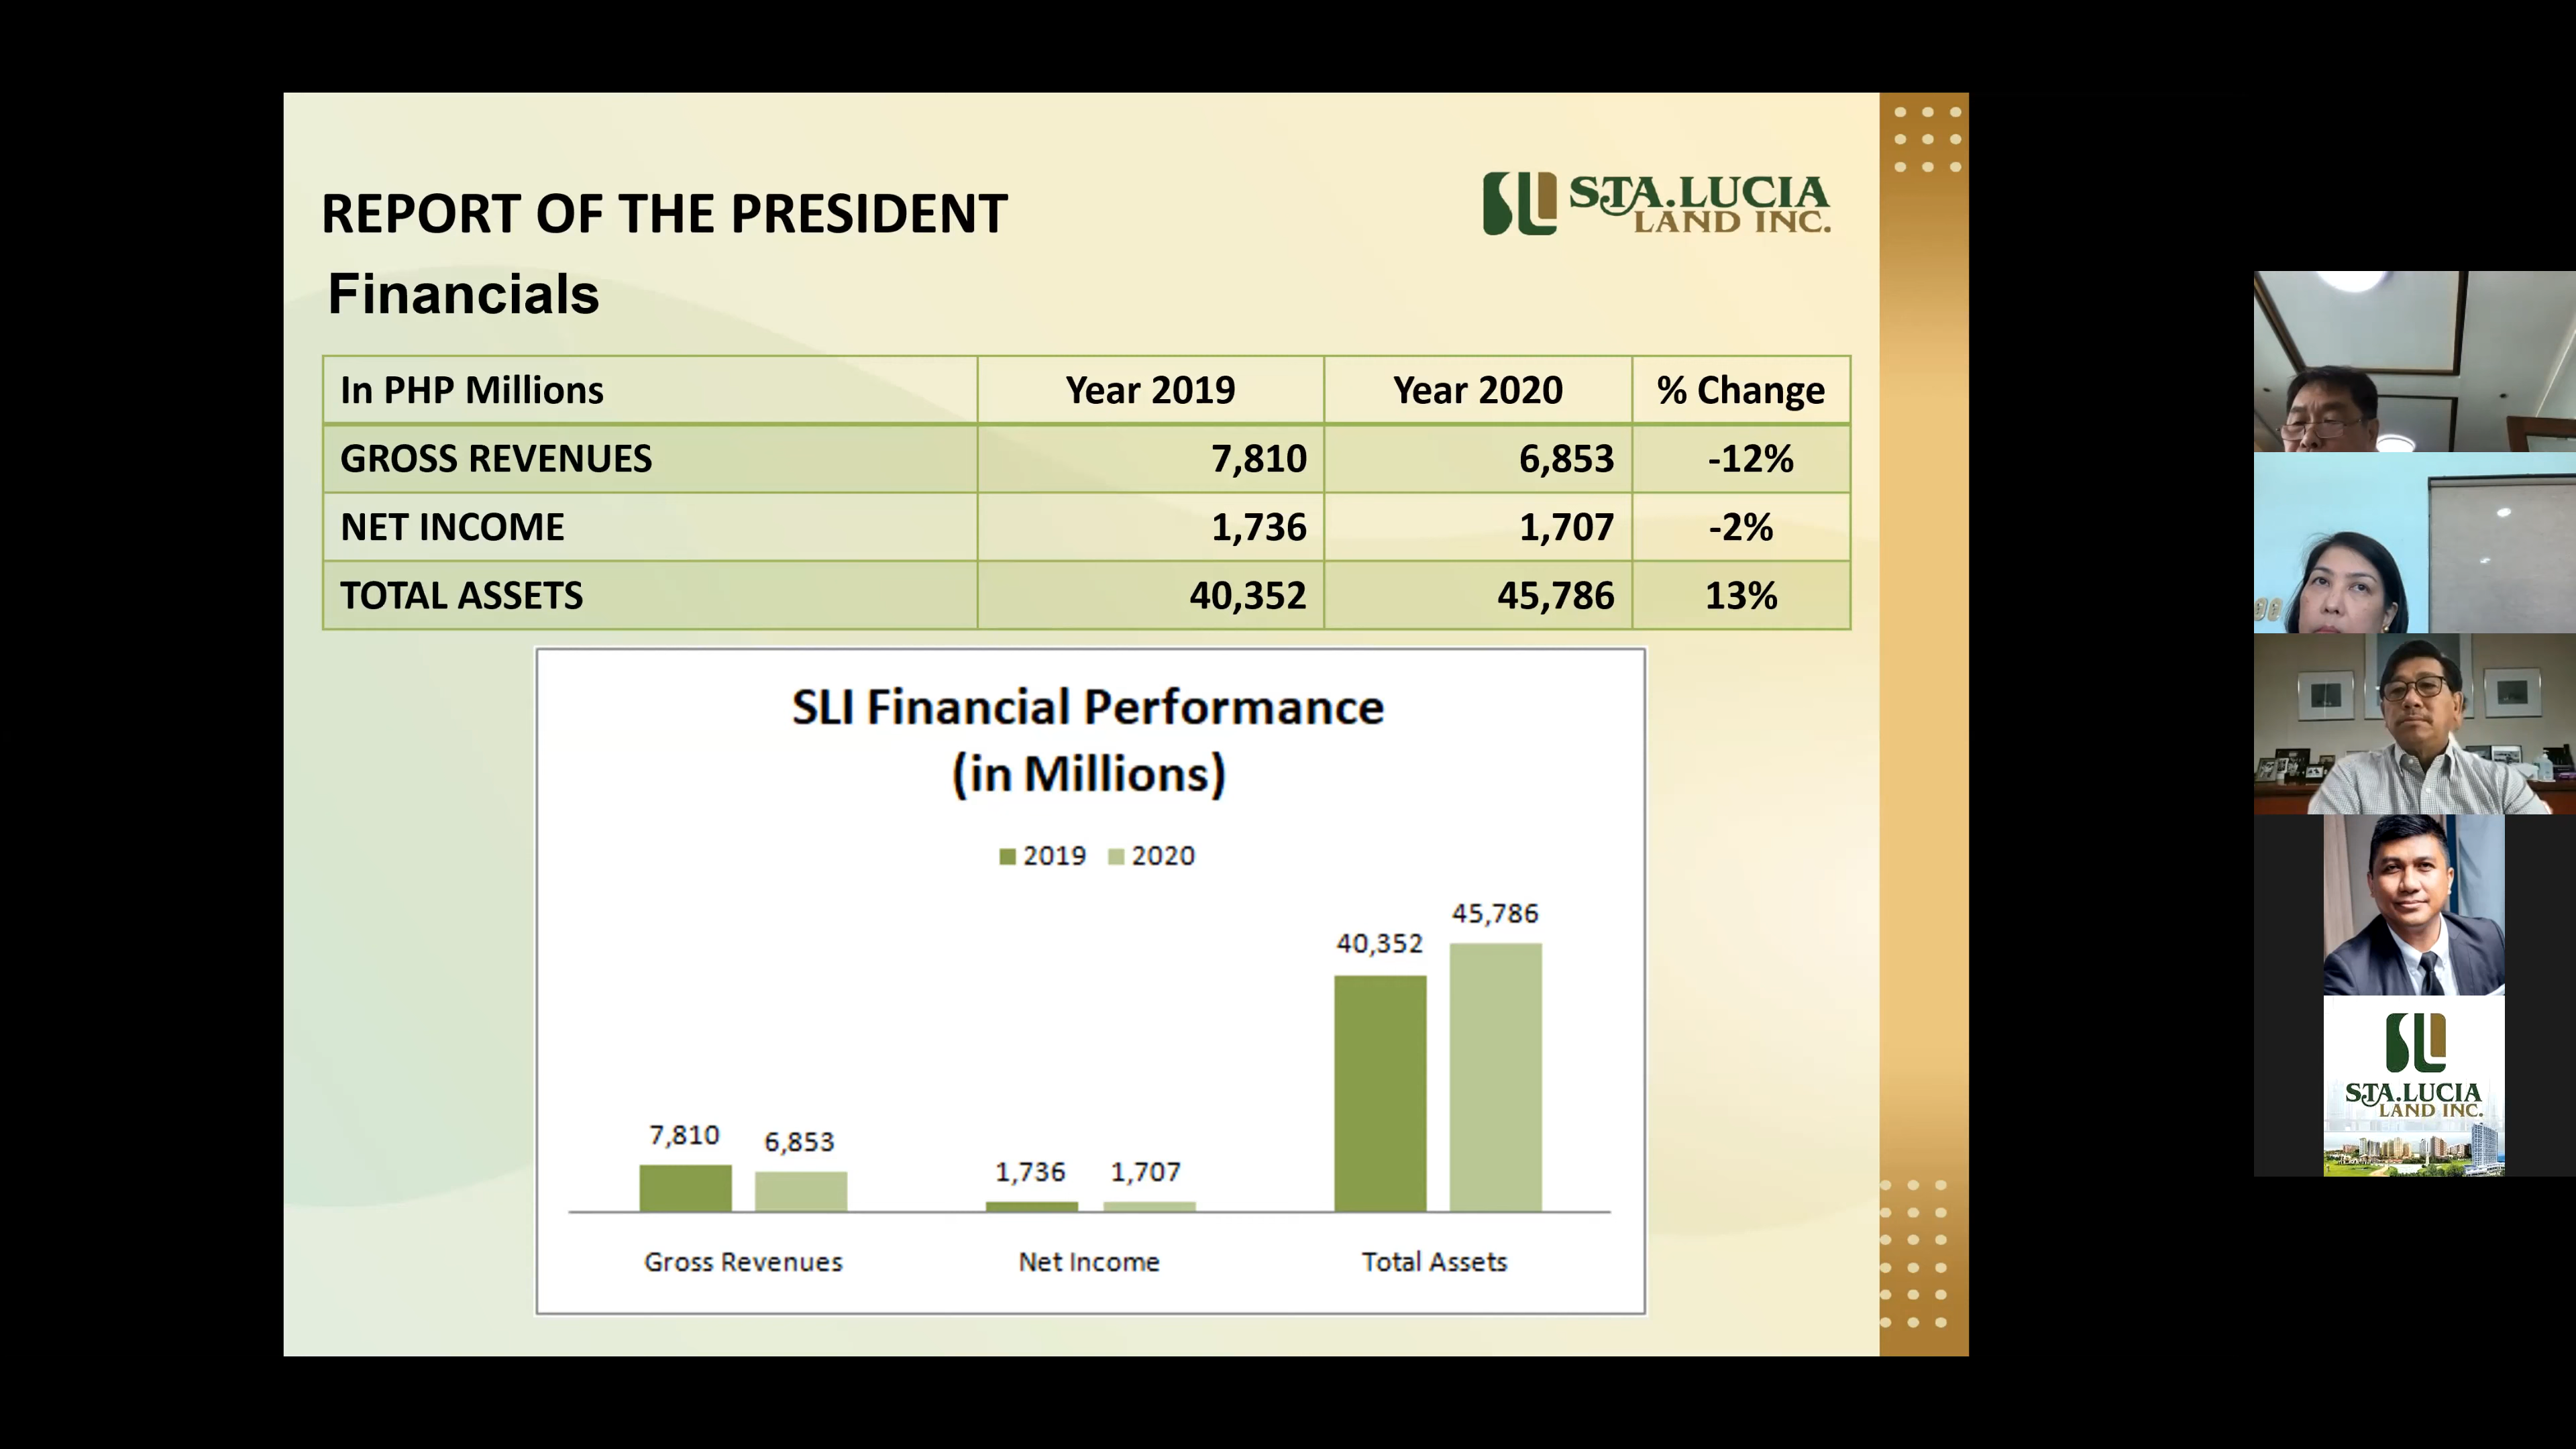 REPORT OF THE PRESIDENT
STA.LUCIA
LAND INC.
Financials
In PHP Millions Year 2019 Year 2020 % Change
GROSS REVENUES 7,810 6,853 -12%
NET INCOME 1,736 1,707 -2%
TOTAL ASSETS 40,352 45,786 13%
SLI Financial Performance
(in Millions)
2019 2020
7,810 6,853 1,736 1,707 40,352 45,786
Gross Revenues Net Income Total Assets
SLI
STA.LUCIA
LAND INC.